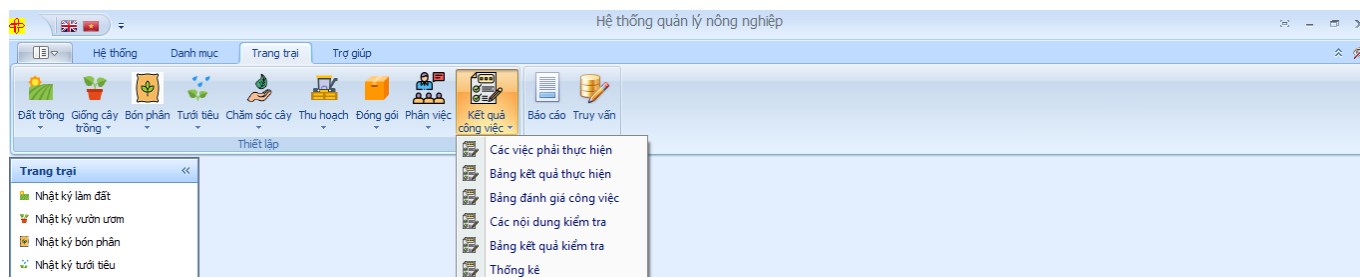 Hệ thống quản lý nông nghiệp
Hệ thống Danh mục Trang trại Trợ giúp
Đất trồng Giống cây trồng Bón phân Tưới tiêu Chăm sóc cây Thu hoạch Đóng gói Phân việc Kết quả công việc Báo cáo Truy vấn
Thiết lập
Trang trại
Nhật ký làm đất
Nhật ký vườn ươm
Nhật ký bón phân
Nhật ký tưới tiêu
Các việc phải thực hiện
Bảng kết quả thực hiện
Bảng đánh giá công việc
Các nội dung kiểm tra
Bảng kết quả kiểm tra
Thống kê